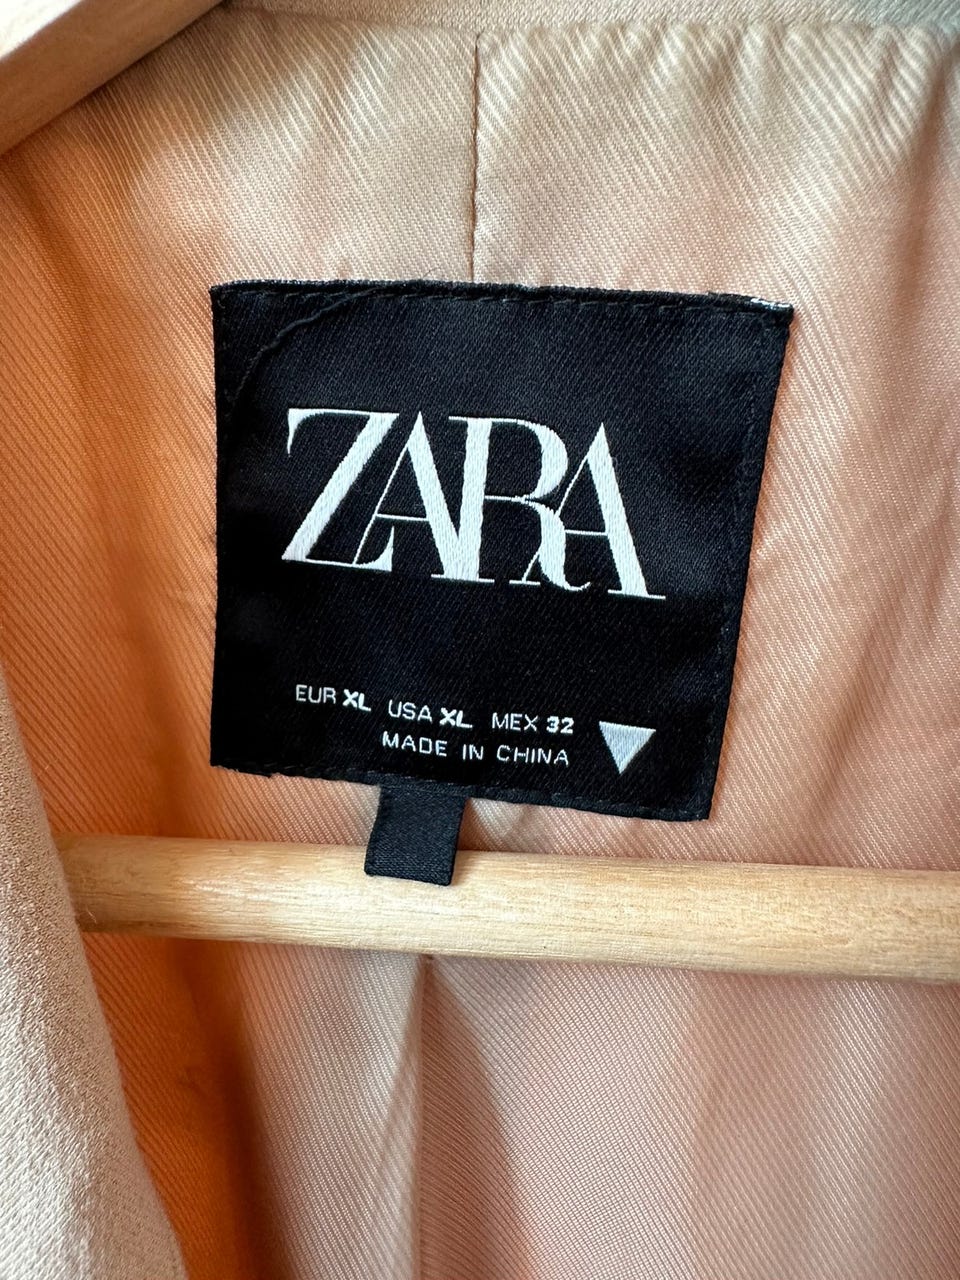 ZARA
EUR XL USA XL MEX 32
MADE IN CHINA